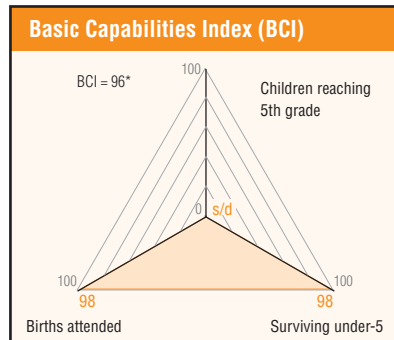 Basic Capabilities Index (BCI)
100
BCI = 96*
Children reaching
5th grade
0 s/d
100
100
98
98
Births attended
Surviving under-5